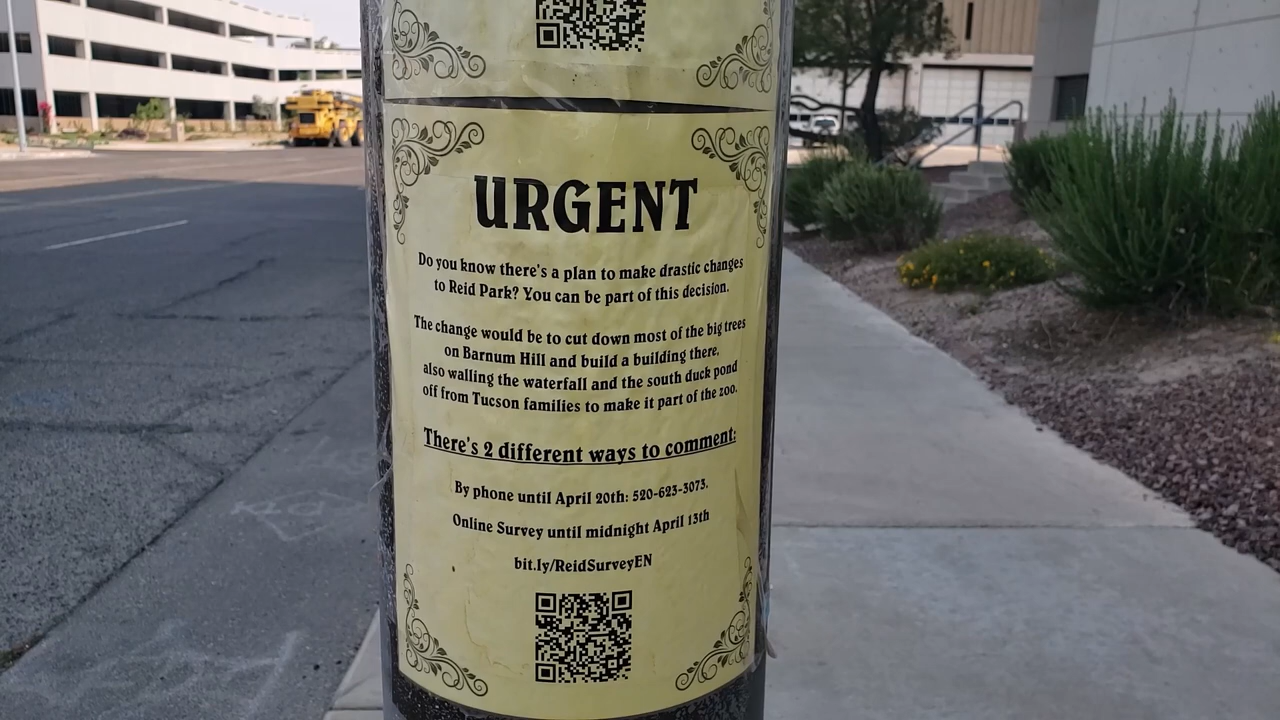 URGENT
Do you know there's a plan to make drastic changes
to Reid Park? You can be part of this decision.
The change would be to cut down most of the big trees
on Barnum Hill and build a building there,
also walling the waterfall and the south duck pond
off from Tucson families to make it part of the zoo.
There's 2 different ways to comment:
By phone until April 20th: 520-623-3073.
Online Survey until midnight April 13th
bit.ly/ReidSurveyEN